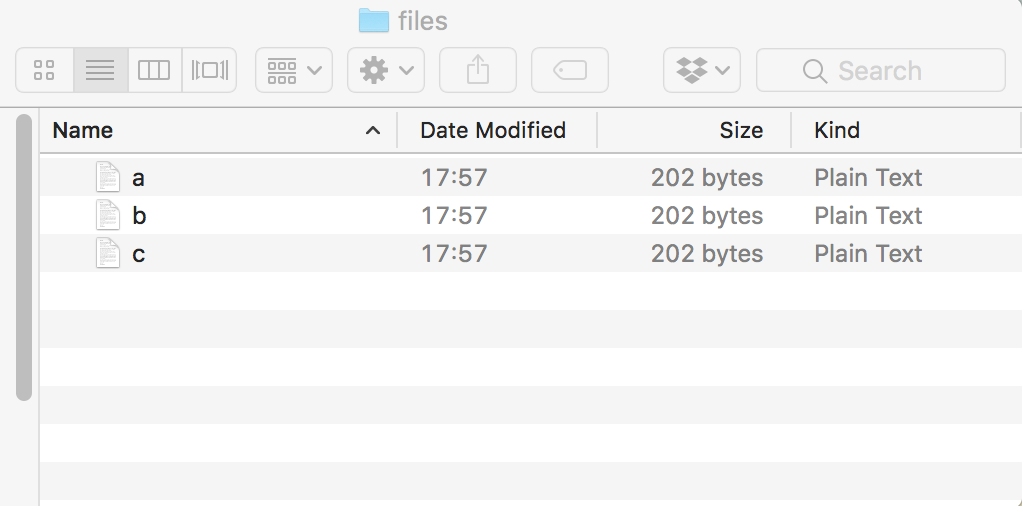 files
Search
Name Date Modified Size Kind
a 17:57 202 bytes Plain Text
b 17:57 202 bytes Plain Text
c 17:57 202 bytes Plain Text